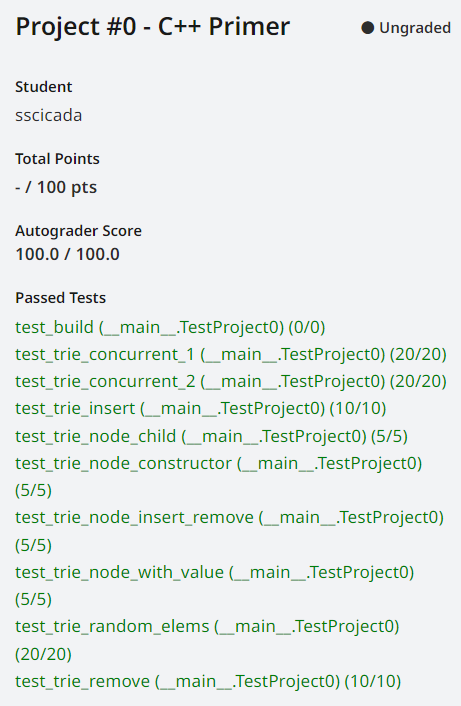 Project #0 - C++ Primer
● Ungraded
Student
sscicada
Total Points
- / 100 pts
Autograder Score
100.0 / 100.0
Passed Tests
test_build (__main__.TestProject0) (0/0)
test_trie_concurrent_1 (__main__.TestProject0) (20/20)
test_trie_concurrent_2 (__main__.TestProject0) (20/20)
test_trie_insert (__main__.TestProject0) (10/10)
test_trie_node_child (__main__.TestProject0) (5/5)
test_trie_node_constructor (__main__.TestProject0)
(5/5)
test_trie_node_insert_remove (__main__.TestProject0)
(5/5)
test_trie_node_with_value (__main__.TestProject0)
(5/5)
test_trie_random_elems (__main__.TestProject0)
(20/20)
test_trie_remove (__main__.TestProject0) (10/10)